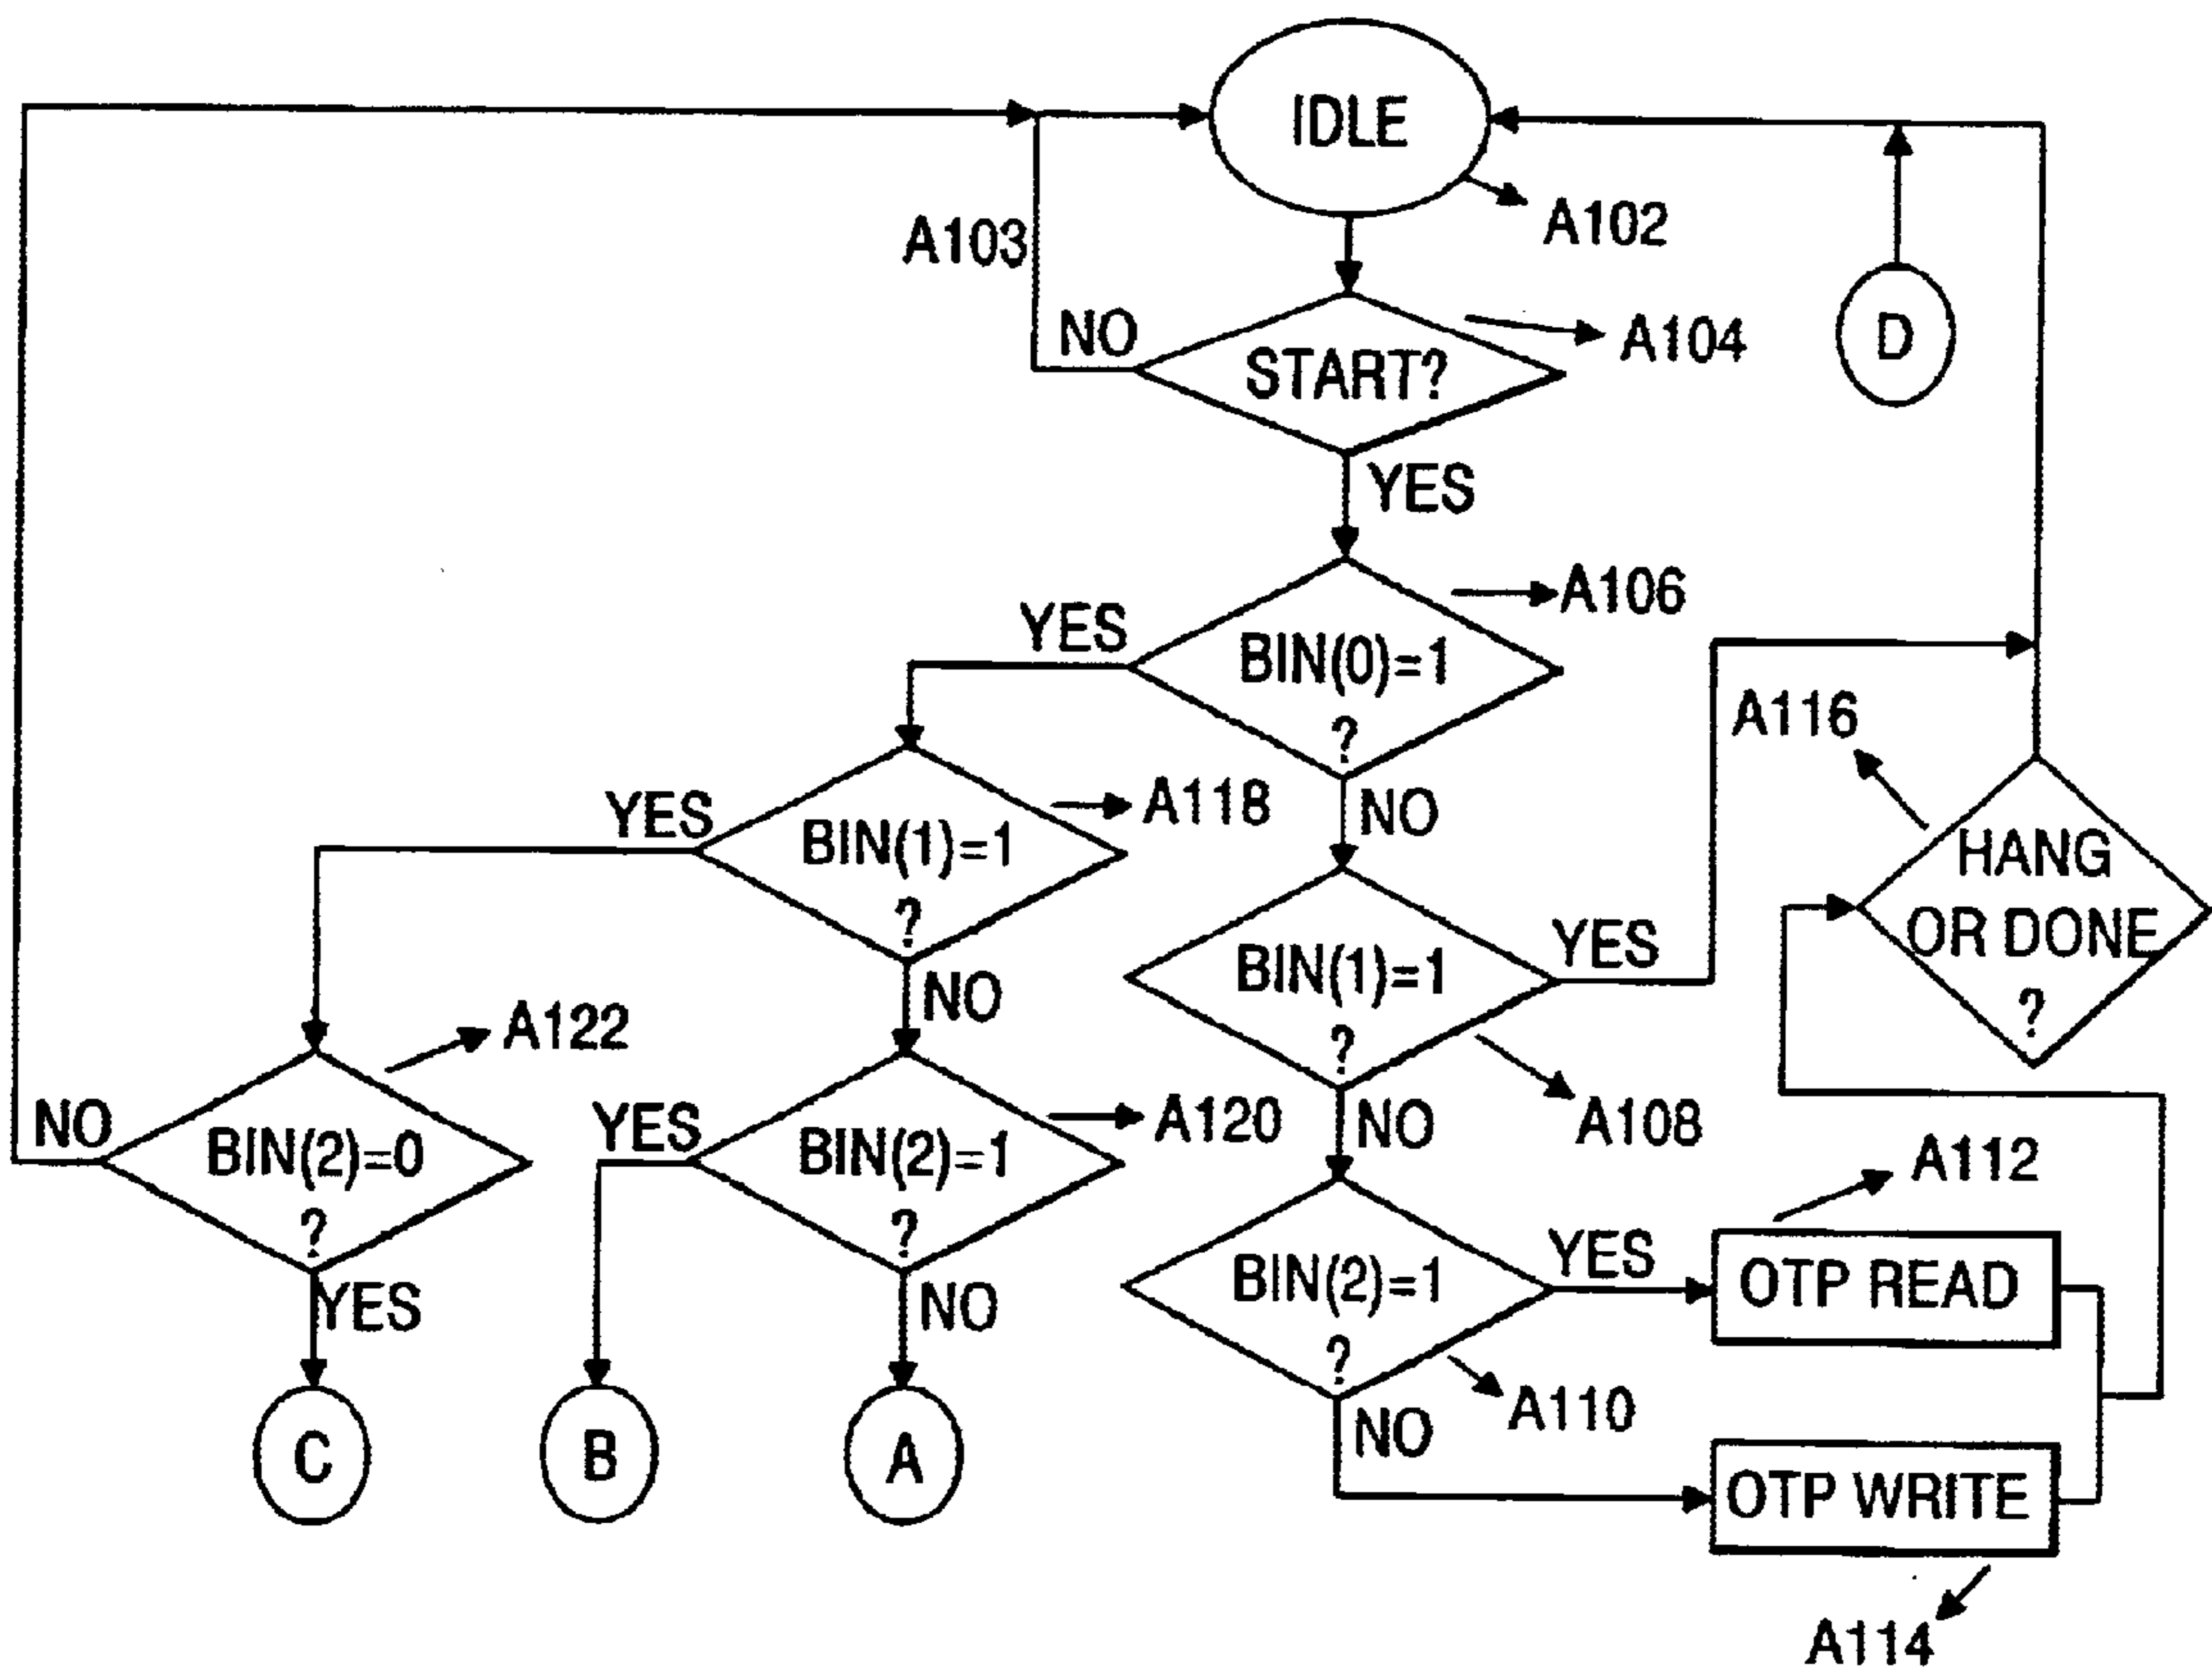 IDLE
A102
A103
NO
START?
A104
D
YES
A106
YES
BIN(0)=1
?
A116
NO
A118
YES
BIN(1)=1
?
HANG
OR DONE
?
NO
BIN(1)=1
?
YES
A108
A122
NO
BIN(2)=0
?
YES
YES
BIN(2)=1
?
A120
NO
NO
A112
BIN(2)=1
?
YES
OTP READ
A110
NO
C
B
A
OTP WRITE
A114